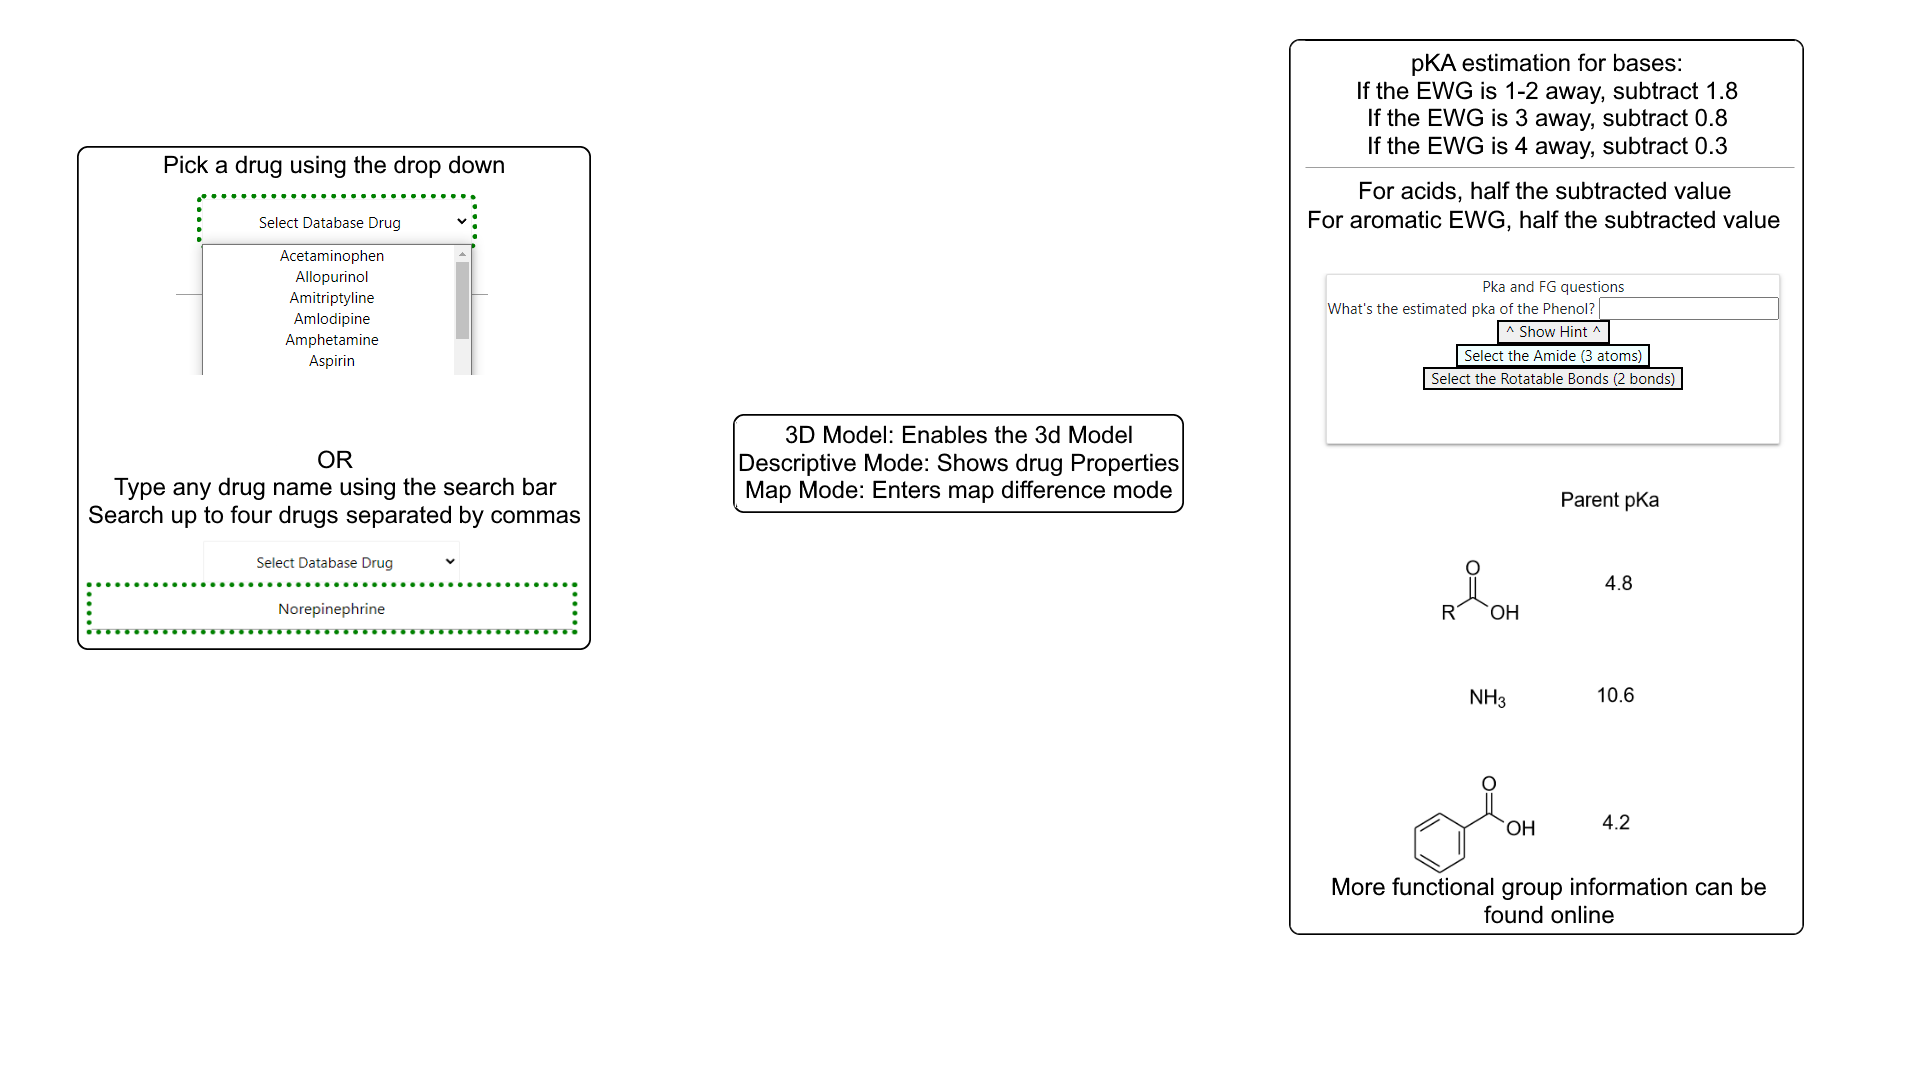 Pick a drug using the drop down
Select Database Drug
Acetaminophen
Allopurinol
Amitriptyline
Amlodipine
Amphetamine
Aspirin
OR
Type any drug name using the search bar
Search up to four drugs separated by commas
Select Database Drug
Norepinephrine
3D Model: Enables the 3d Model
Descriptive Mode: Shows drug Properties
Map Mode: Enters map difference mode
pKA estimation for bases:
If the EWG is 1-2 away, subtract 1.8
If the EWG is 3 away, subtract 0.8
If the EWG is 4 away, subtract 0.3
For acids, half the subtracted value
For aromatic EWG, half the subtracted value
Pka and FG questions
What's the estimated pka of the Phenol?
^ Show Hint ^
Select the Amide (3 atoms)
Select the Rotatable Bonds (2 bonds)
Parent pKa
O
R OH 4.8
NH3 10.6
O
OH 4.2
More functional group information can be
found online